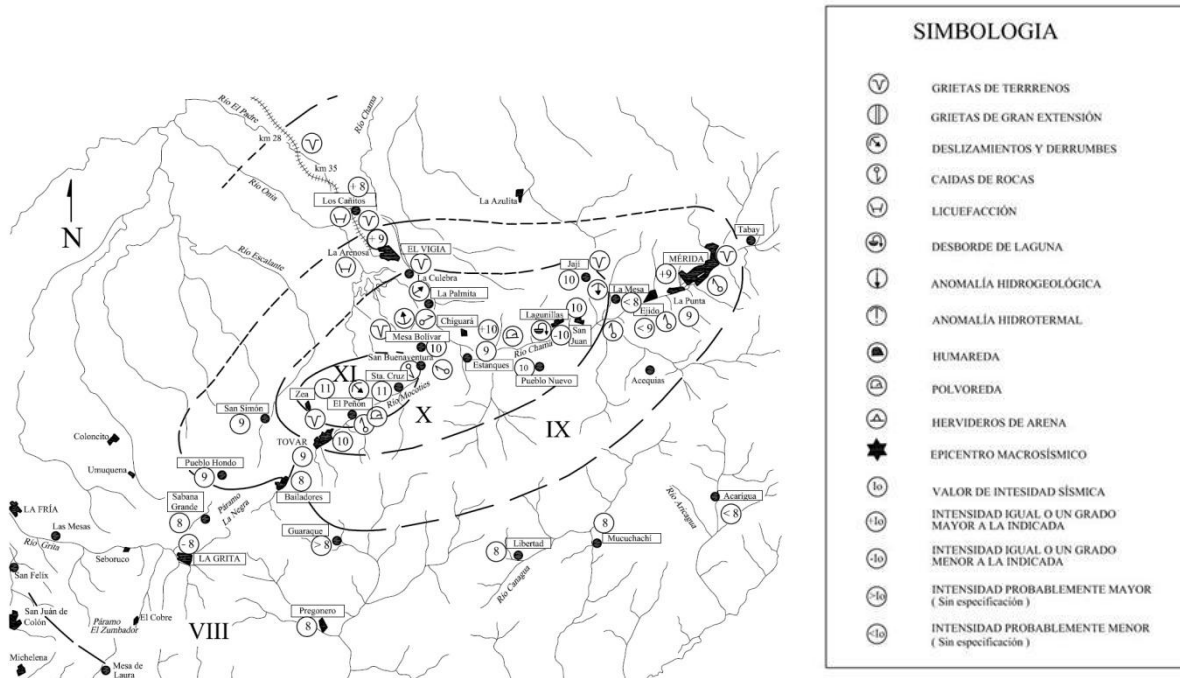 Río El Padre
km 28
km 35
Río Chama
Río Onia
+ 8
Los Cañitos
La Azulita
N
+ 9
EL VIGIA
La Arenosa
Río Escalante
La Culebra
La Palmita
Tabay
MÉRIDA
+9
Jají
10
La Mesa
< 8
La Punta
9
Ejido
< 9
Chiguará
+10
10
Lagunillas
-10
San Juan
Mesa Bolívar
10
9
Río Chama
Estanques
10
Pueblo Nuevo
San Buenaventura
Acequias
XI
Sta. Cruz
11
11
Zea
El Peñón
Río Mocoties
X
IX
San Simón
9
TOVAR
10
Coloncito
9
Pueblo Hondo
9
Umuquena
8
Bailadores
Sabana Grande
8
Páramo La Negra
LA FRÍA
Las Mesas
Río Grita
Seboruco
- 8
LA GRITA
Guaraque
> 8
Río Aricagua
Acarigua
< 8
8
Mucuchachí
8
Libertad
Río Canagua
San Felix
San Juán de Colón
El Cobre
Páramo El Zumbador
VIII
Pregonero
8
Michelena
Mesa de Laura
SIMBOLOGIA
GRIETAS DE TERRRENOS
GRIETAS DE GRAN EXTENSIÓN
DESLIZAMIENTOS Y DERRUMBES
CAIDAS DE ROCAS
LICUEFACCIÓN
DESBORDE DE LAGUNA
ANOMALÍA HIDROGEOLÓGICA
ANOMALÍA HIDROTERMAL
HUMAREDA
POLVOREDA
HERVIDEROS DE ARENA
EPICENTRO MACROSÍSMICO
Io VALOR DE INTESIDAD SÍSMICA
+Io INTENSIDAD IGUAL O UN GRADO
MAYOR A LA INDICADA
-Io INTENSIDAD IGUAL O UN GRADO
MENOR A LA INDICADA
>Io INTENSIDAD PROBABLEMENTE MAYOR
( Sin especificación )
<Io INTENSIDAD PROBABLEMENTE MENOR
( Sin especificación )